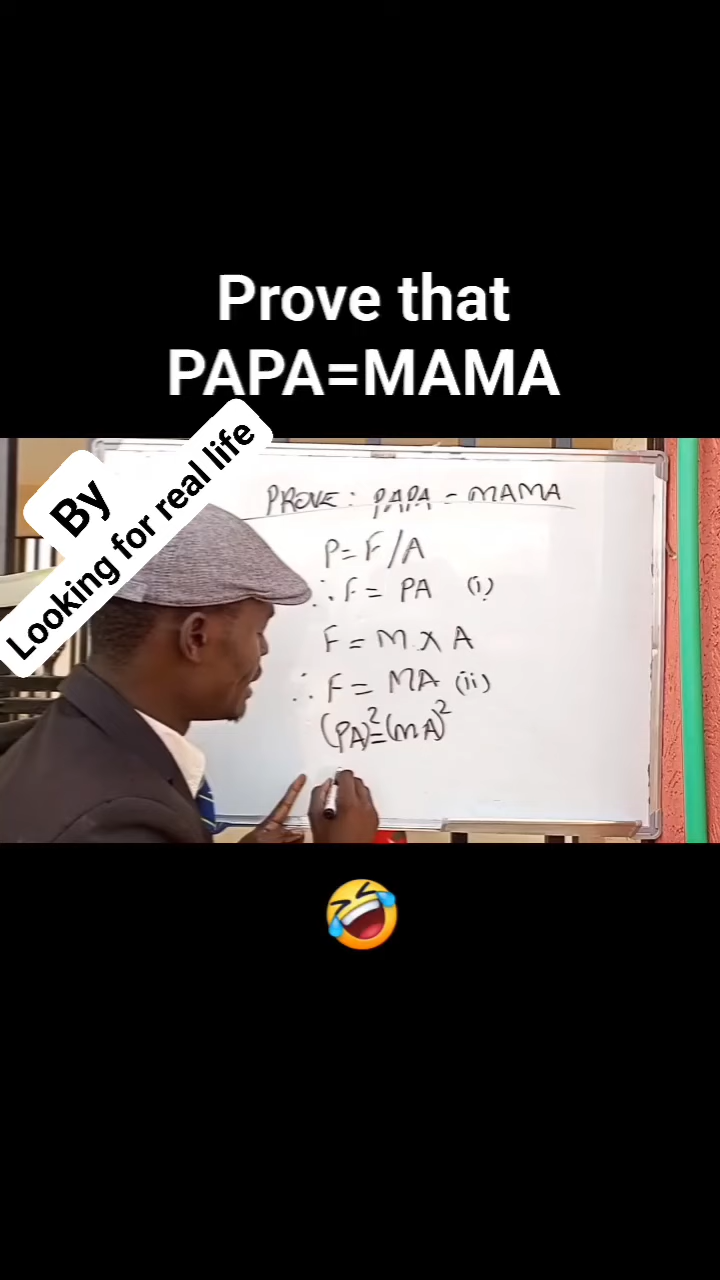 Prove that
PAPA=MAMA
By
Looking for real life
PROVE: PAPA = MAMA
P=F/A
∴F= PA (i)
F=M×A
∴F= MA (ii)
(PA)²=(MA)²